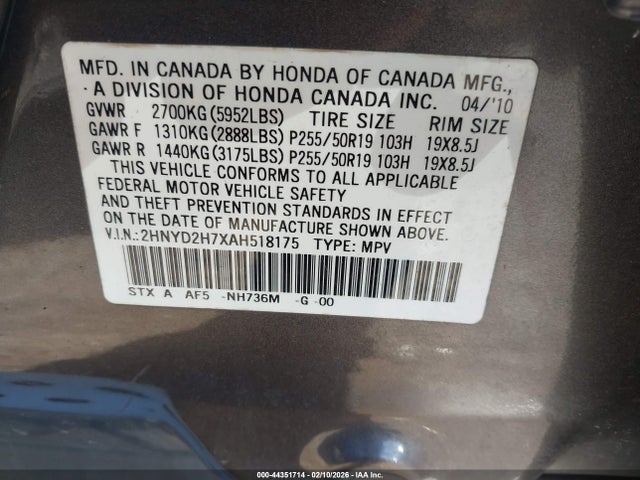 MFD. IN CANADA BY HONDA OF CANADA MFG.,
A DIVISION OF HONDA CANADA INC. 04/'10
GVWR 2700KG(5952LBS) TIRE SIZE RIM SIZE
GAWR F 1310KG(2888LBS) P255/50R19 103H 19X8.5J
GAWR R 1440KG(3175LBS) P255/50R19 103H 19X8.5J
THIS VEHICLE CONFORMS TO ALL APPLICABLE
FEDERAL MOTOR VEHICLE SAFETY
AND THEFT PREVENTION STANDARDS IN EFFECT
ON THE DATE OF MANUFACTURE SHOWN ABOVE.
V.I.N.:2HNYD2H7XAH518175 TYPE: MPV
STX A AF5 -NH736M -G -00
000-44351714 - 02/10/2026 - IAA Inc.